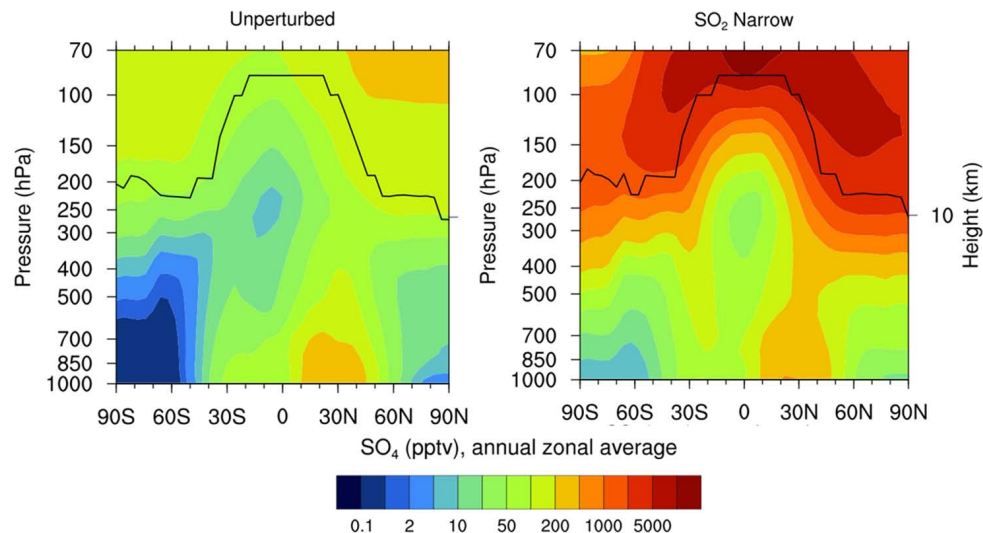 Unperturbed
SO₂ Narrow
70
100
150
200
250
300
400
500
700
850
1000
Pressure (hPa)
90S 60S 30S 0 30N 60N 90N
70
100
150
200
250
300
400
500
700
850
1000
Pressure (hPa)
90S 60S 30S 0 30N 60N 90N
10
Height (km)
SO₄ (pptv), annual zonal average
0.1 2 10 50 200 1000 5000